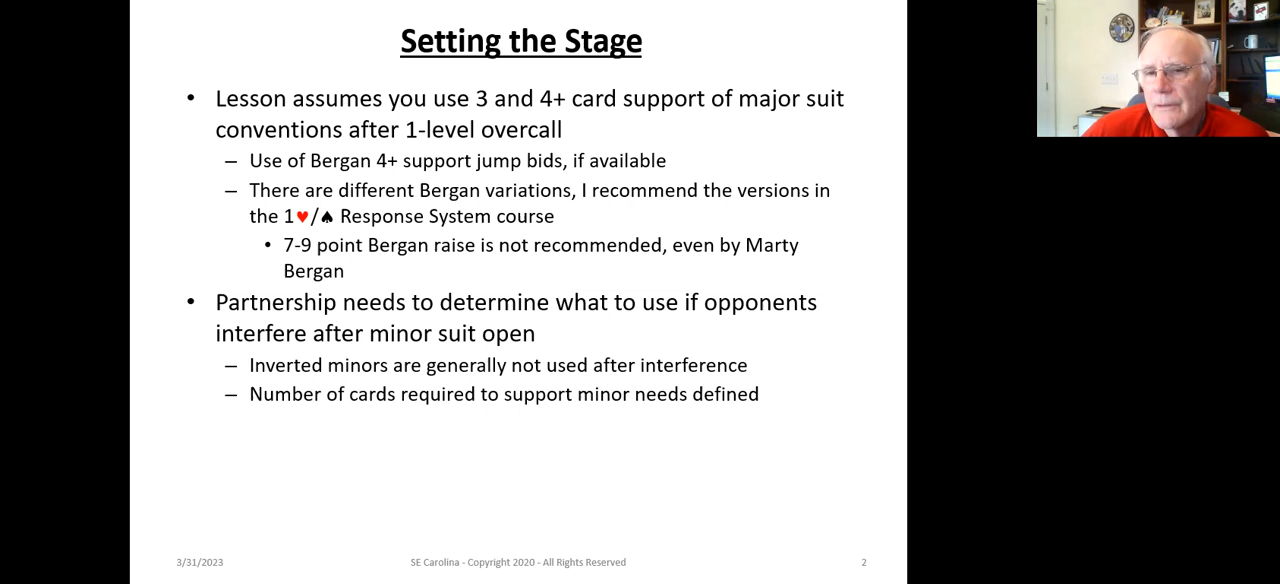 Setting the Stage
• Lesson assumes you use 3 and 4+ card support of major suit
conventions after 1-level overcall
– Use of Bergan 4+ support jump bids, if available
– There are different Bergan variations, I recommend the versions in
the 1♥/♠ Response System course
• 7-9 point Bergan raise is not recommended, even by Marty
Bergan
• Partnership needs to determine what to use if opponents
interfere after minor suit open
– Inverted minors are generally not used after interference
– Number of cards required to support minor needs defined
3/31/2023 SE Carolina - Copyright 2020 - All Rights Reserved 2